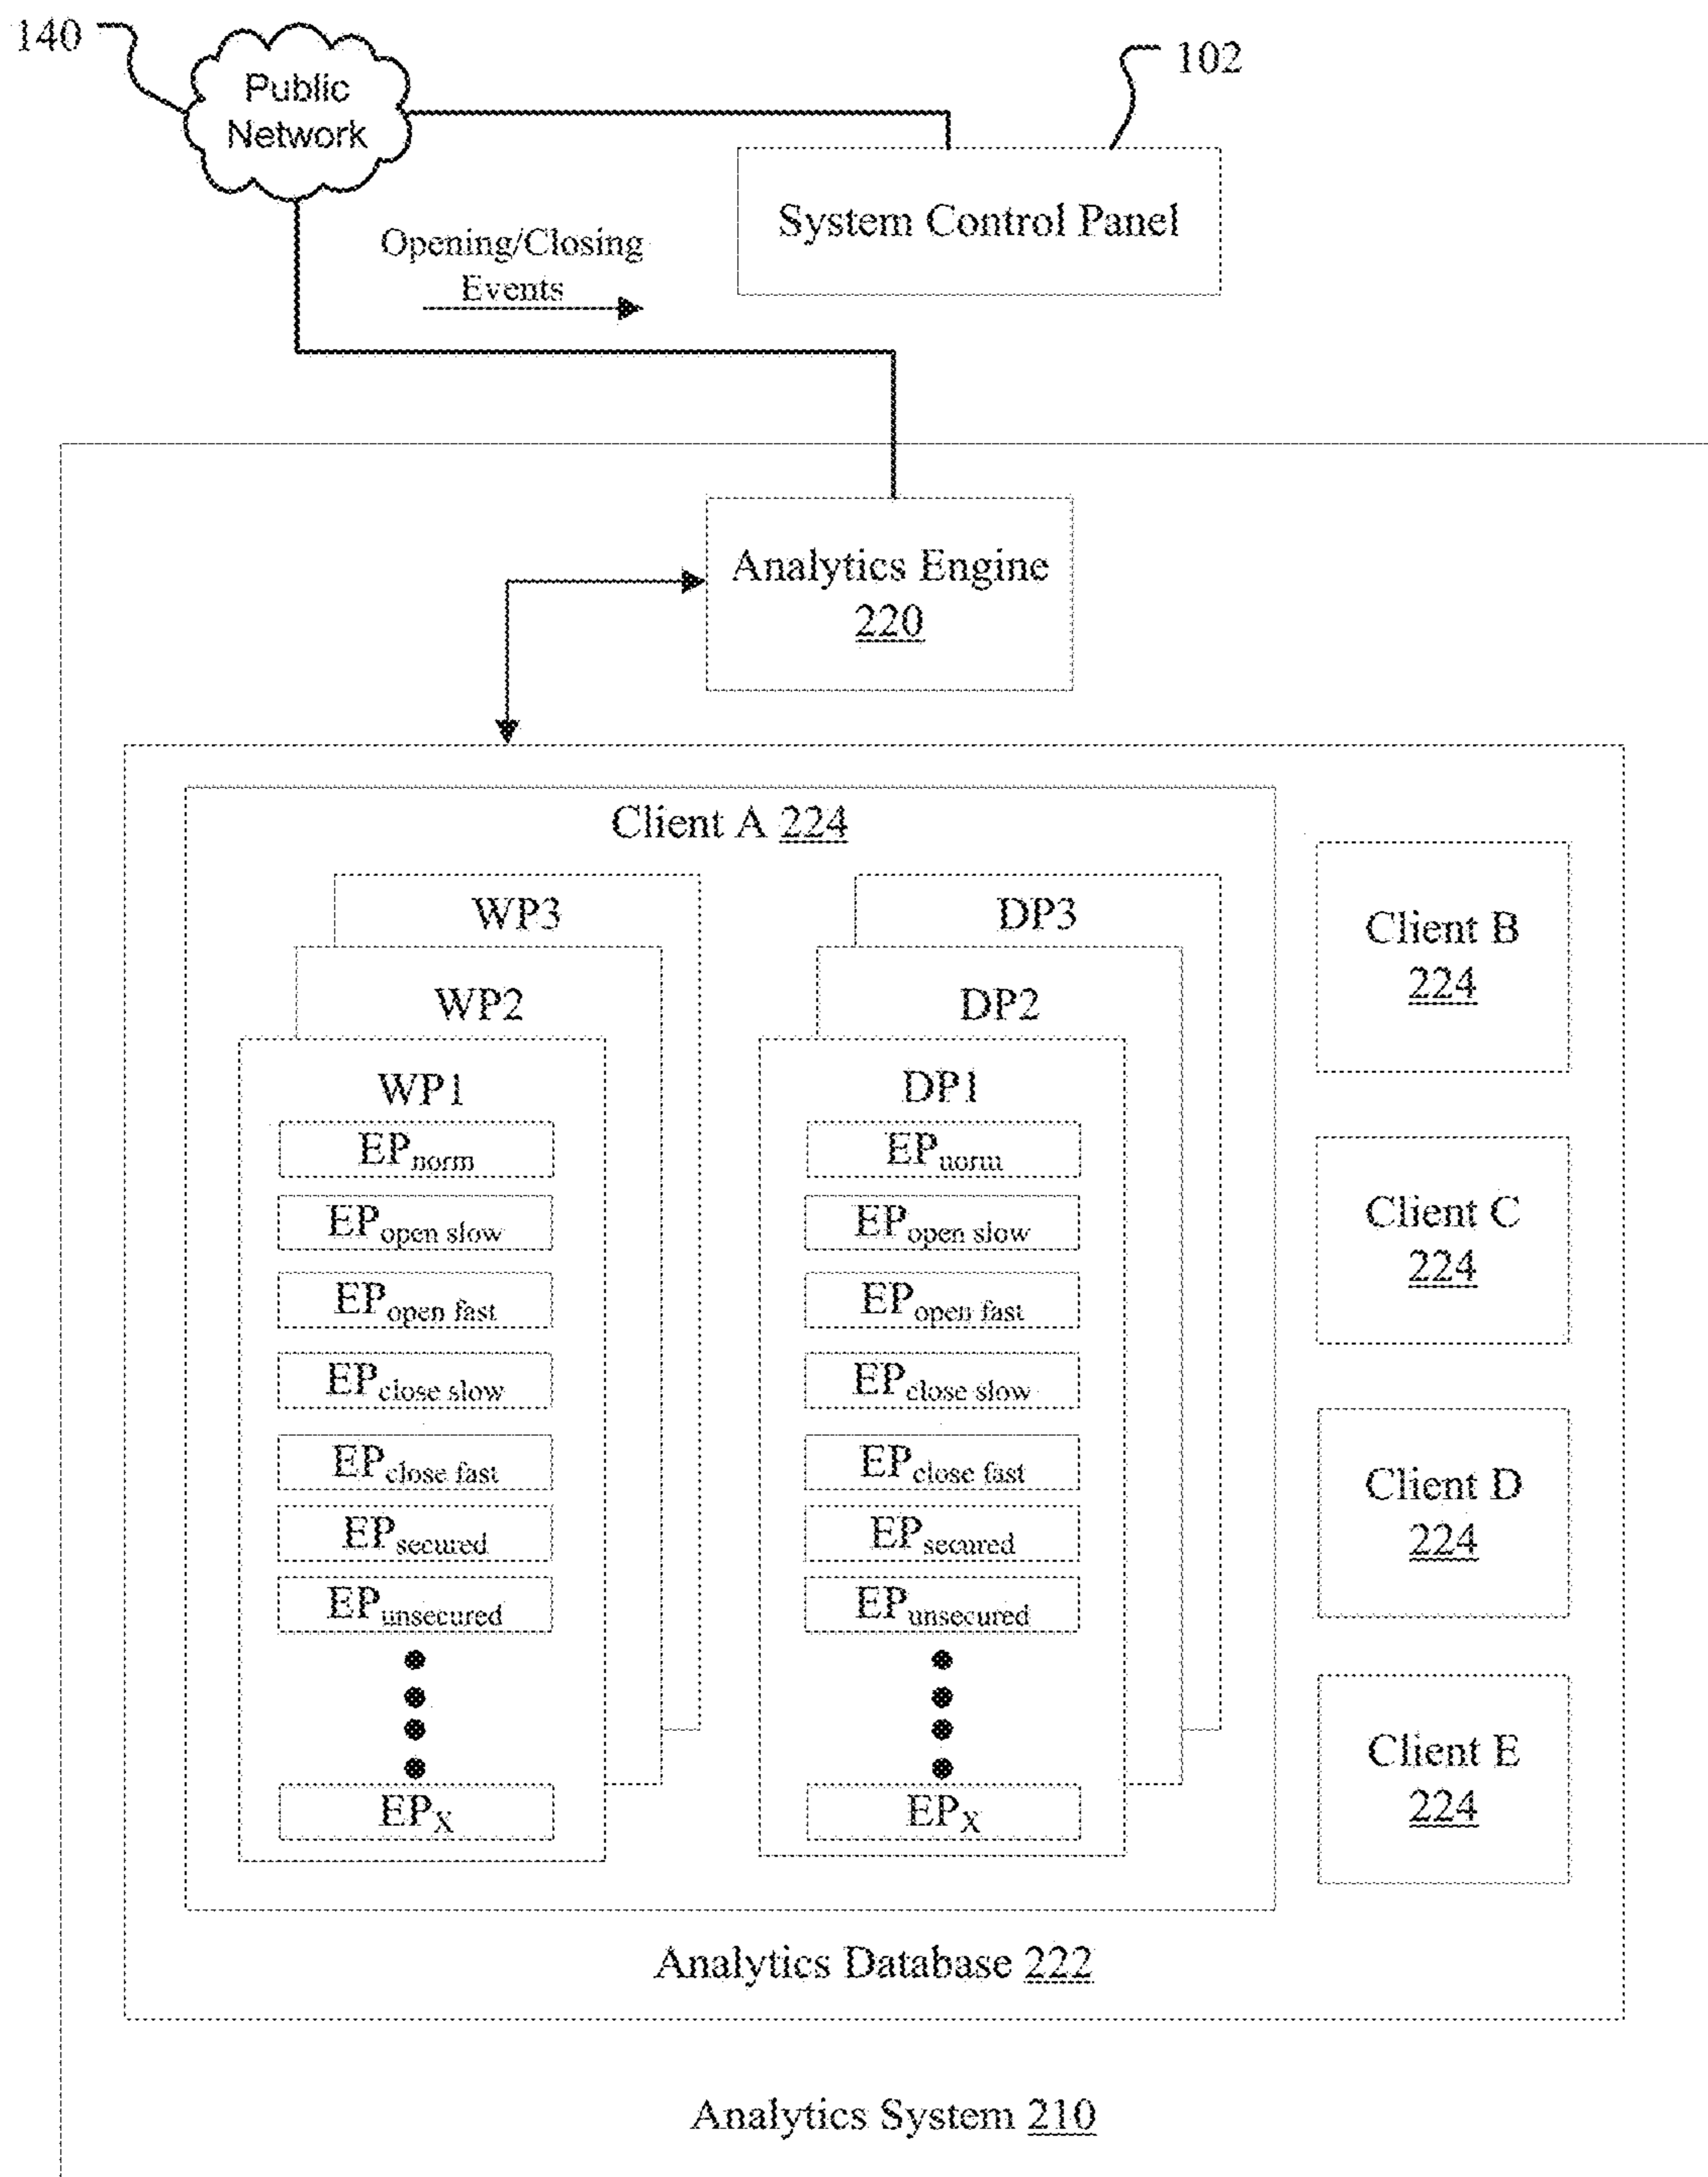 140
Public
Network
102
System Control Panel
Opening/Closing
Events
Analytics Engine
220
Client A 224
WP3
WP2
WP1
EPnorm
EPopen slow
EPopen fast
EPclose slow
EPclose fast
EPsecured
EPunsecured
EPX
DP3
DP2
DP1
EPnorm
EPopen slow
EPopen fast
EPclose slow
EPclose fast
EPsecured
EPunsecured
EPX
Client B
224
Client C
224
Client D
224
Client E
224
Analytics Database 222
Analytics System 210